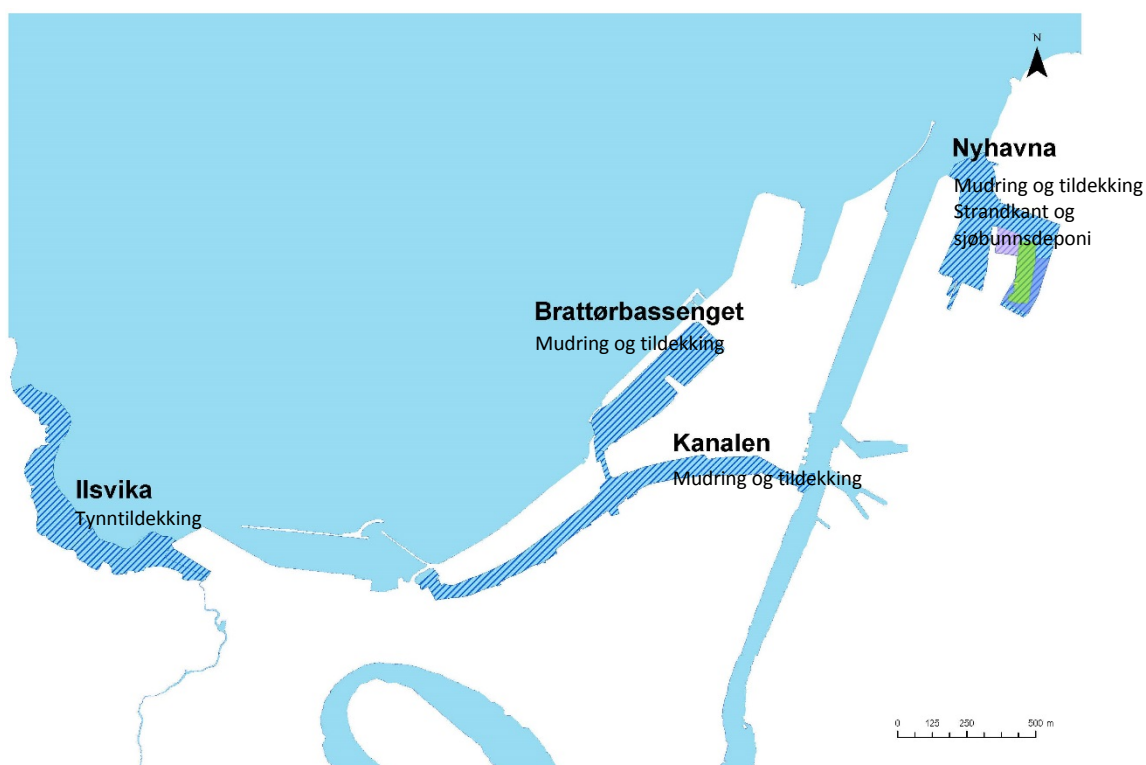 N
Nyhavna
Mudring og tildekking
Strandkant og
sjøbunnsdeponi
Brattørbassenget
Mudring og tildekking
Kanalen
Mudring og tildekking
Ilsvika
Tynntildekking
0 125 250 500 m